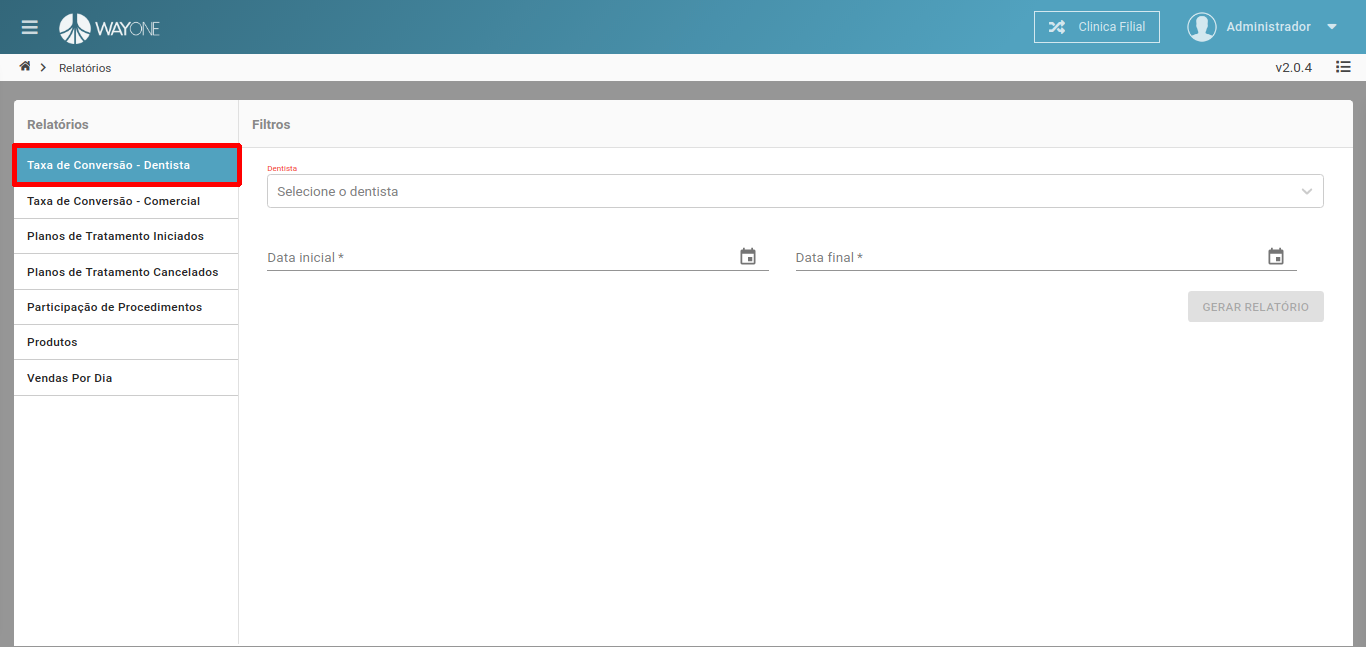 WAYONE
Clinica Filial
Administrador
Relatórios
v2.0.4
Relatórios
Filtros
Taxa de Conversão - Dentista
Taxa de Conversão - Comercial
Planos de Tratamento Iniciados
Planos de Tratamento Cancelados
Participação de Procedimentos
Produtos
Vendas Por Dia
Dentista
Selecione o dentista
Data inicial *
Data final *
GERAR RELATÓRIO